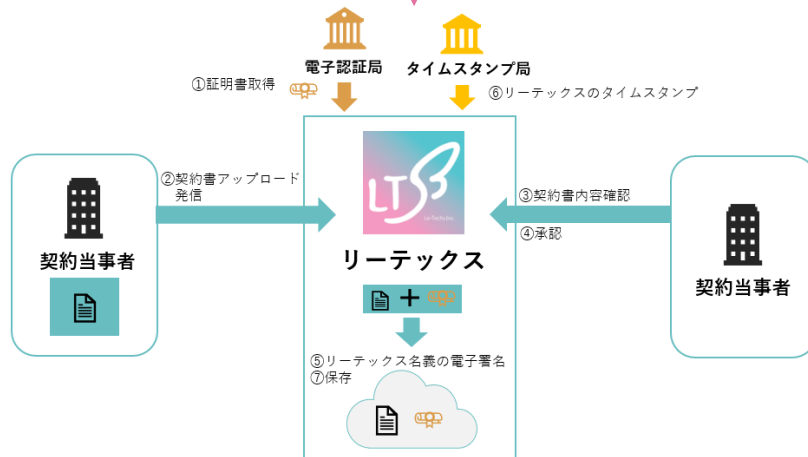 電子認証局
タイムスタンプ局
①証明書取得
⑥リーテックスのタイムスタンプ
②契約書アップロード
発信
③契約書内容確認
④承認
LTS3
リーテックス
契約当事者
契約当事者
⑤リーテックス名義の電子署名
⑦保存